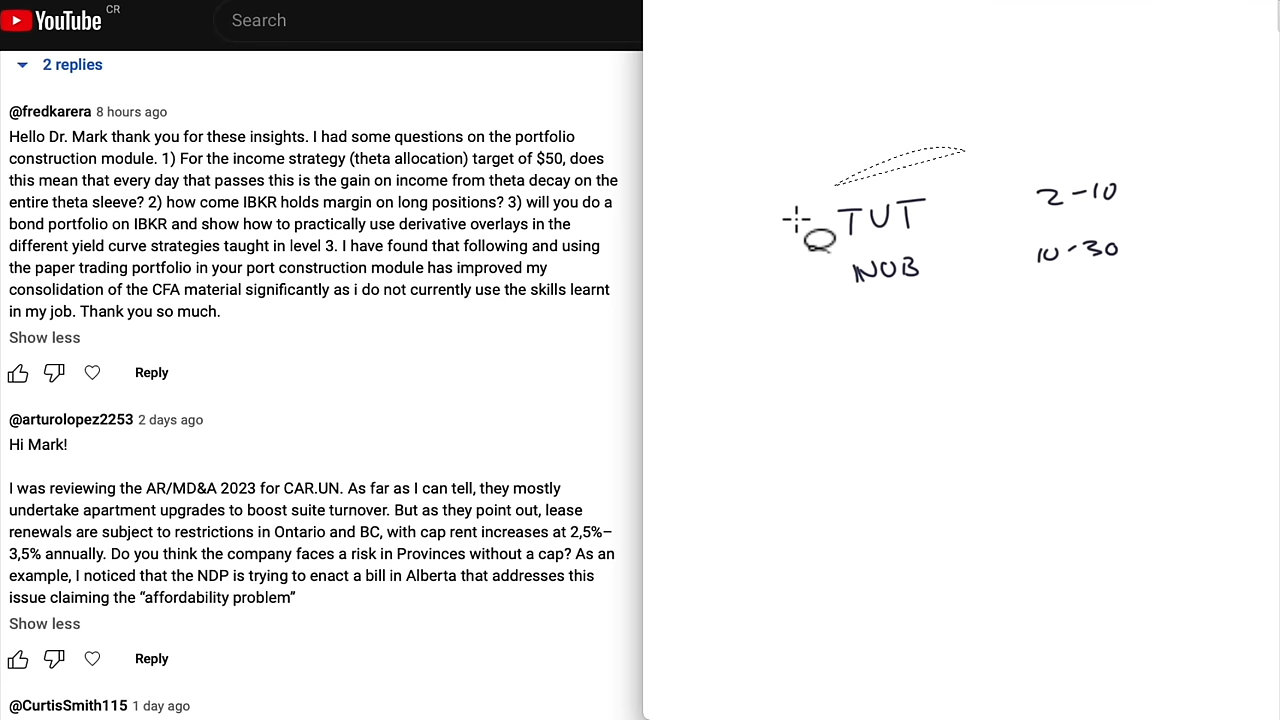 YouTube CR
Search
2 replies
@fredkarera 8 hours ago
Hello Dr. Mark thank you for these insights. I had some questions on the portfolio
construction module. 1) For the income strategy (theta allocation) target of $50, does
this mean that every day that passes this is the gain on income from theta decay on the
entire theta sleeve? 2) how come IBKR holds margin on long positions? 3) will you do a
bond portfolio on IBKR and show how to practically use derivative overlays in the
different yield curve strategies taught in level 3. I have found that following and using
the paper trading portfolio in your port construction module has improved my
consolidation of the CFA material significantly as i do not currently use the skills learnt
in my job. Thank you so much.
Show less
Reply
@arturolopez2253 2 days ago
Hi Mark!
I was reviewing the AR/MD&A 2023 for CAR.UN. As far as I can tell, they mostly
undertake apartment upgrades to boost suite turnover. But as they point out, lease
renewals are subject to restrictions in Ontario and BC, with cap rent increases at 2,5%–
3,5% annually. Do you think the company faces a risk in Provinces without a cap? As an
example, I noticed that the NDP is trying to enact a bill in Alberta that addresses this
issue claiming the “affordability problem”
Show less
Reply
@CurtisSmith115 1 day ago
TUT 2-10
NOB 10-30